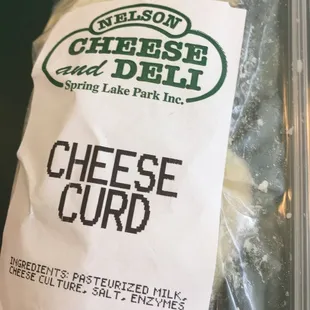 NELSON
CHEESE
and DELI
Spring Lake Park Inc.
CHEESE
CURD
INGREDIENTS: PASTEURIZED MILK,
CHEESE CULTURE, SALT, ENZYMES